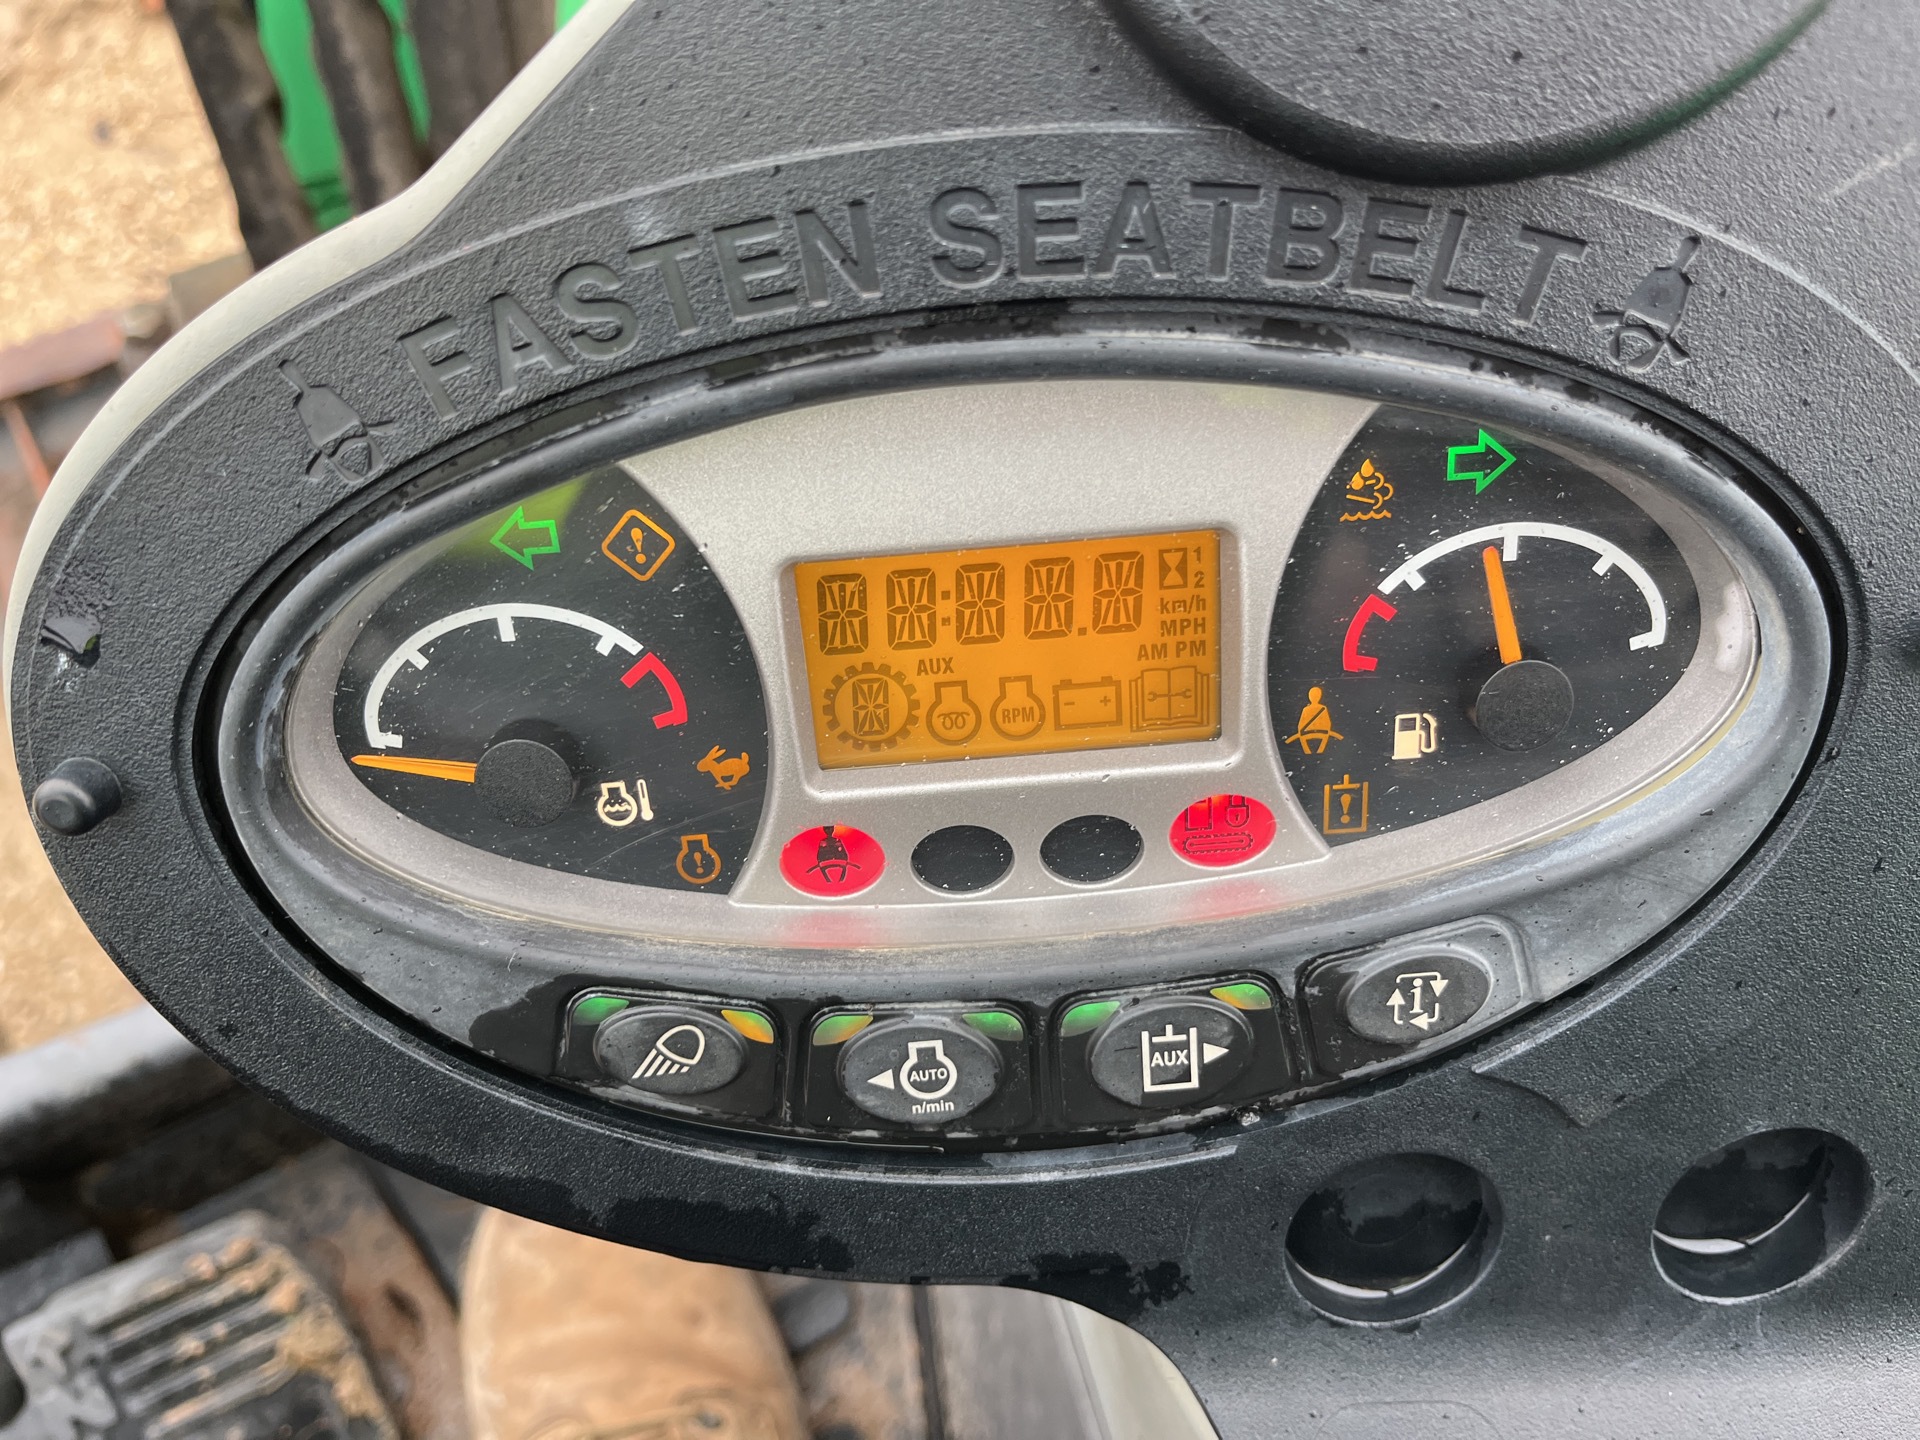 FASTEN SEATBELT
1
2
km/h
MPH
AM PM
AUX
RPM
AUTO
n/min
AUX
i